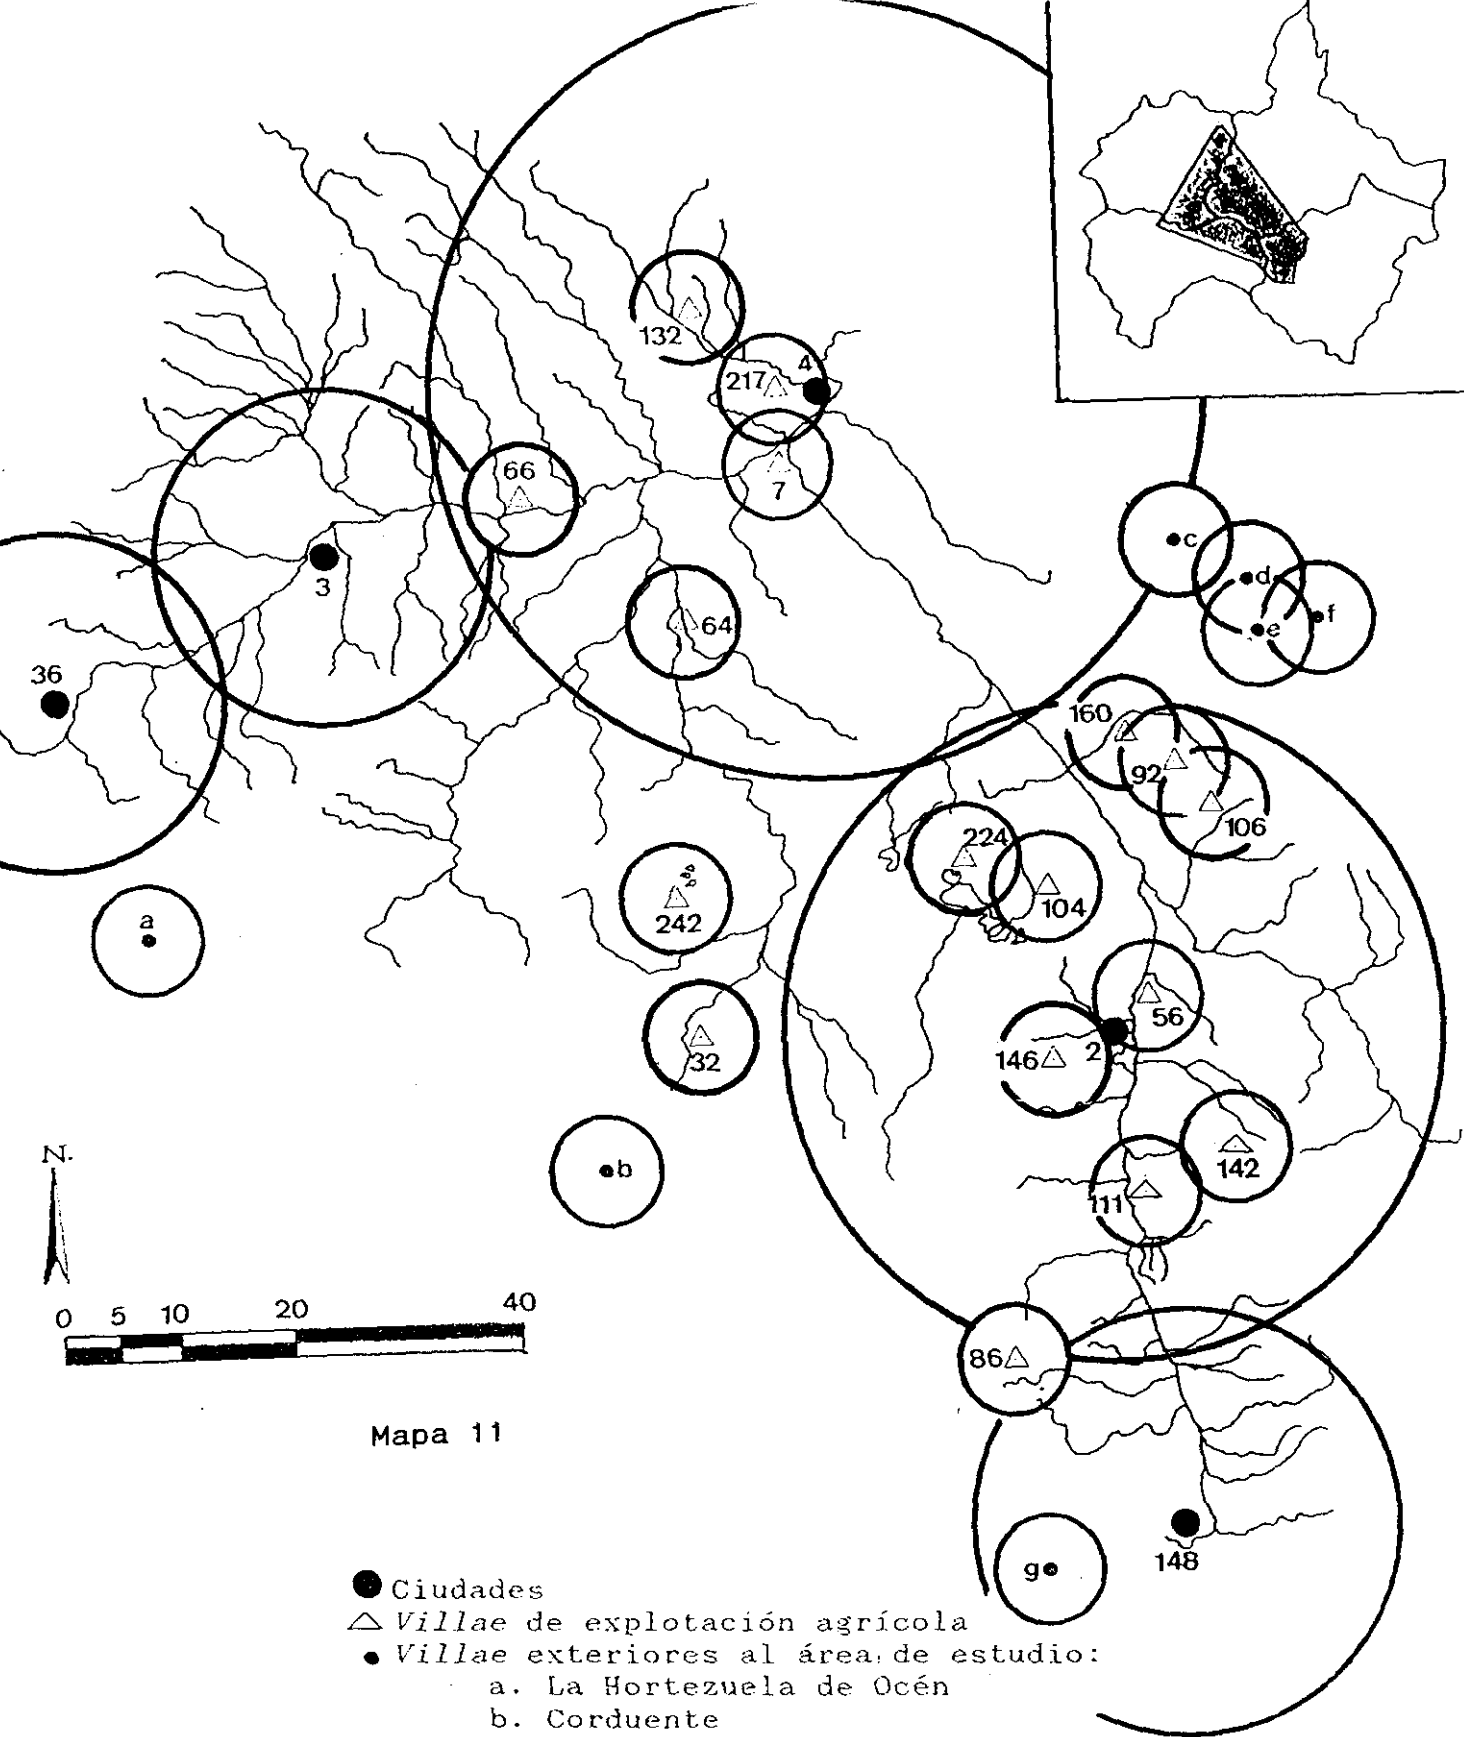 132
4
217
7
66
3
64
36
c
d
e
f
160
92
106
224
104
a
242
56
146
2
32
142
111
b
N.
0 5 10 20 40
86
Mapa 11
148
g
Ciudades
Villae de explotación agrícola
Villae exteriores al área de estudio:
a. La Hortezuela de Océn
b. Corduente